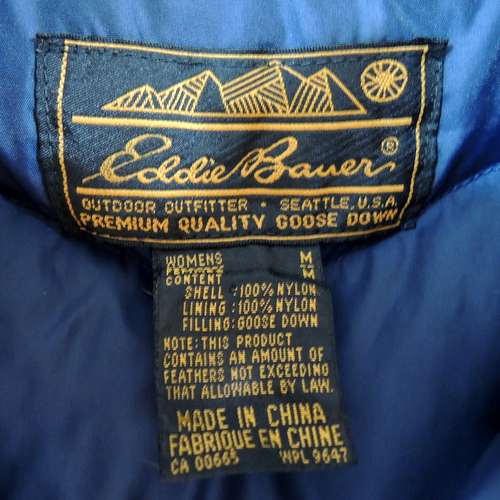 Eddie Bauer ®
OUTDOOR OUTFITTER • SEATTLE, U.S.A.
PREMIUM QUALITY GOOSE DOWN
WOMENS M
M
CONTENT
SHELL :100% NYLON
LINING :100% NYLON
FILLING:GOOSE DOWN
NOTE: THIS PRODUCT
CONTAINS AN AMOUNT OF
FEATHERS NOT EXCEEDING
THAT ALLOWABLE BY LAW.
MADE IN CHINA
FABRIQUE EN CHINE
CA 00665 WPL 9647